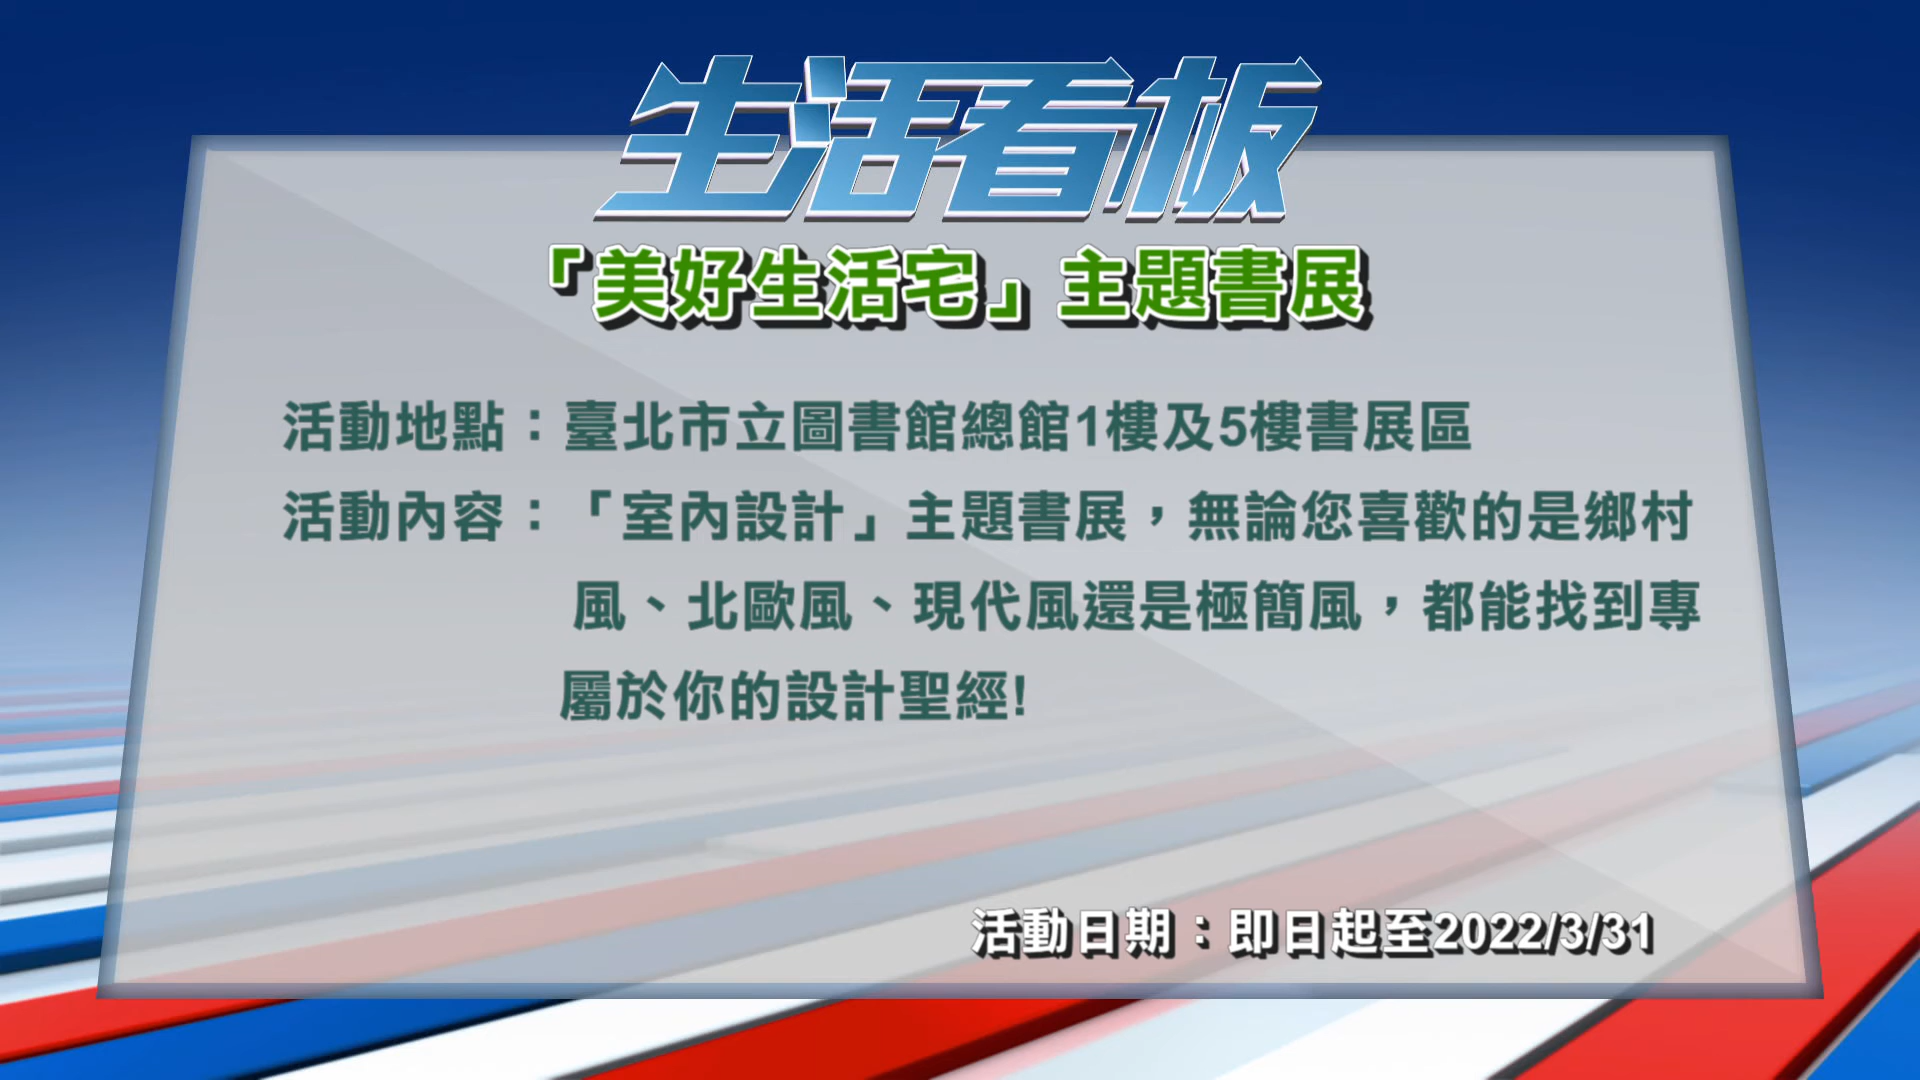 生活看板
「美好生活宅」主題書展
活動地點：臺北市立圖書館總館1樓及5樓書展區
活動內容：「室內設計」主題書展，無論您喜歡的是鄉村
風、北歐風、現代風還是極簡風，都能找到專
屬於你的設計聖經!
活動日期：即日起至2022/3/31